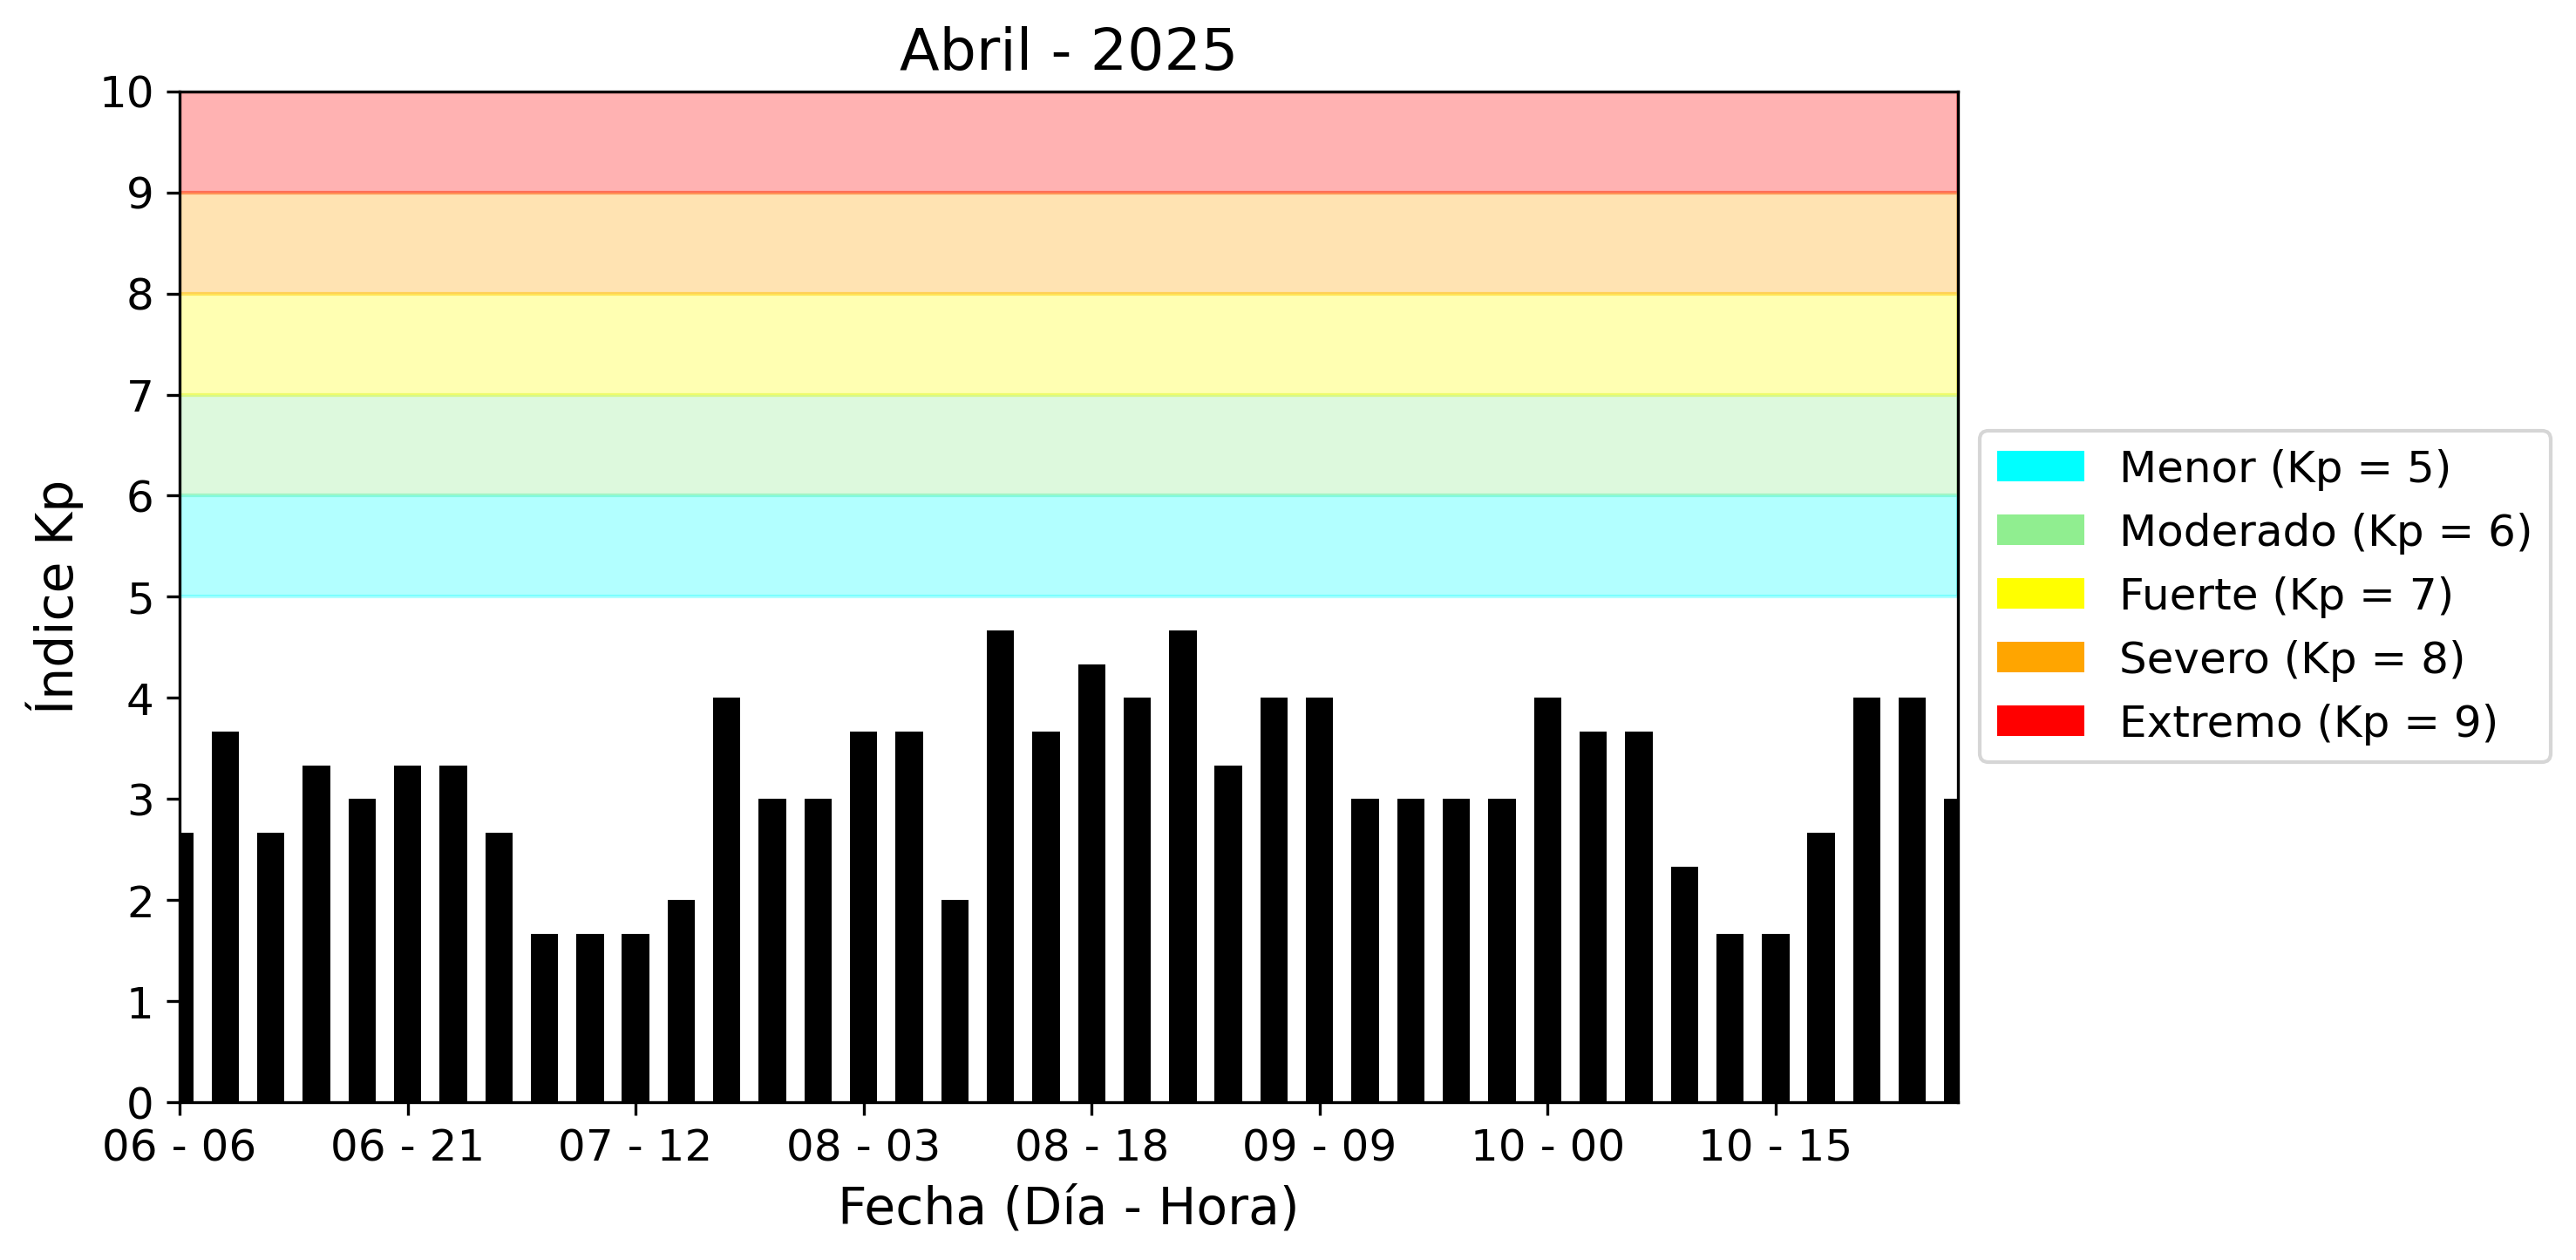 Abril - 2025
Índice Kp
10
9
8
7
6
5
4
3
2
1
0
06 - 06
06 - 21
07 - 12
08 - 03
08 - 18
09 - 09
10 - 00
10 - 15
Fecha (Día - Hora)
Menor (Kp = 5)
Moderado (Kp = 6)
Fuerte (Kp = 7)
Severo (Kp = 8)
Extremo (Kp = 9)